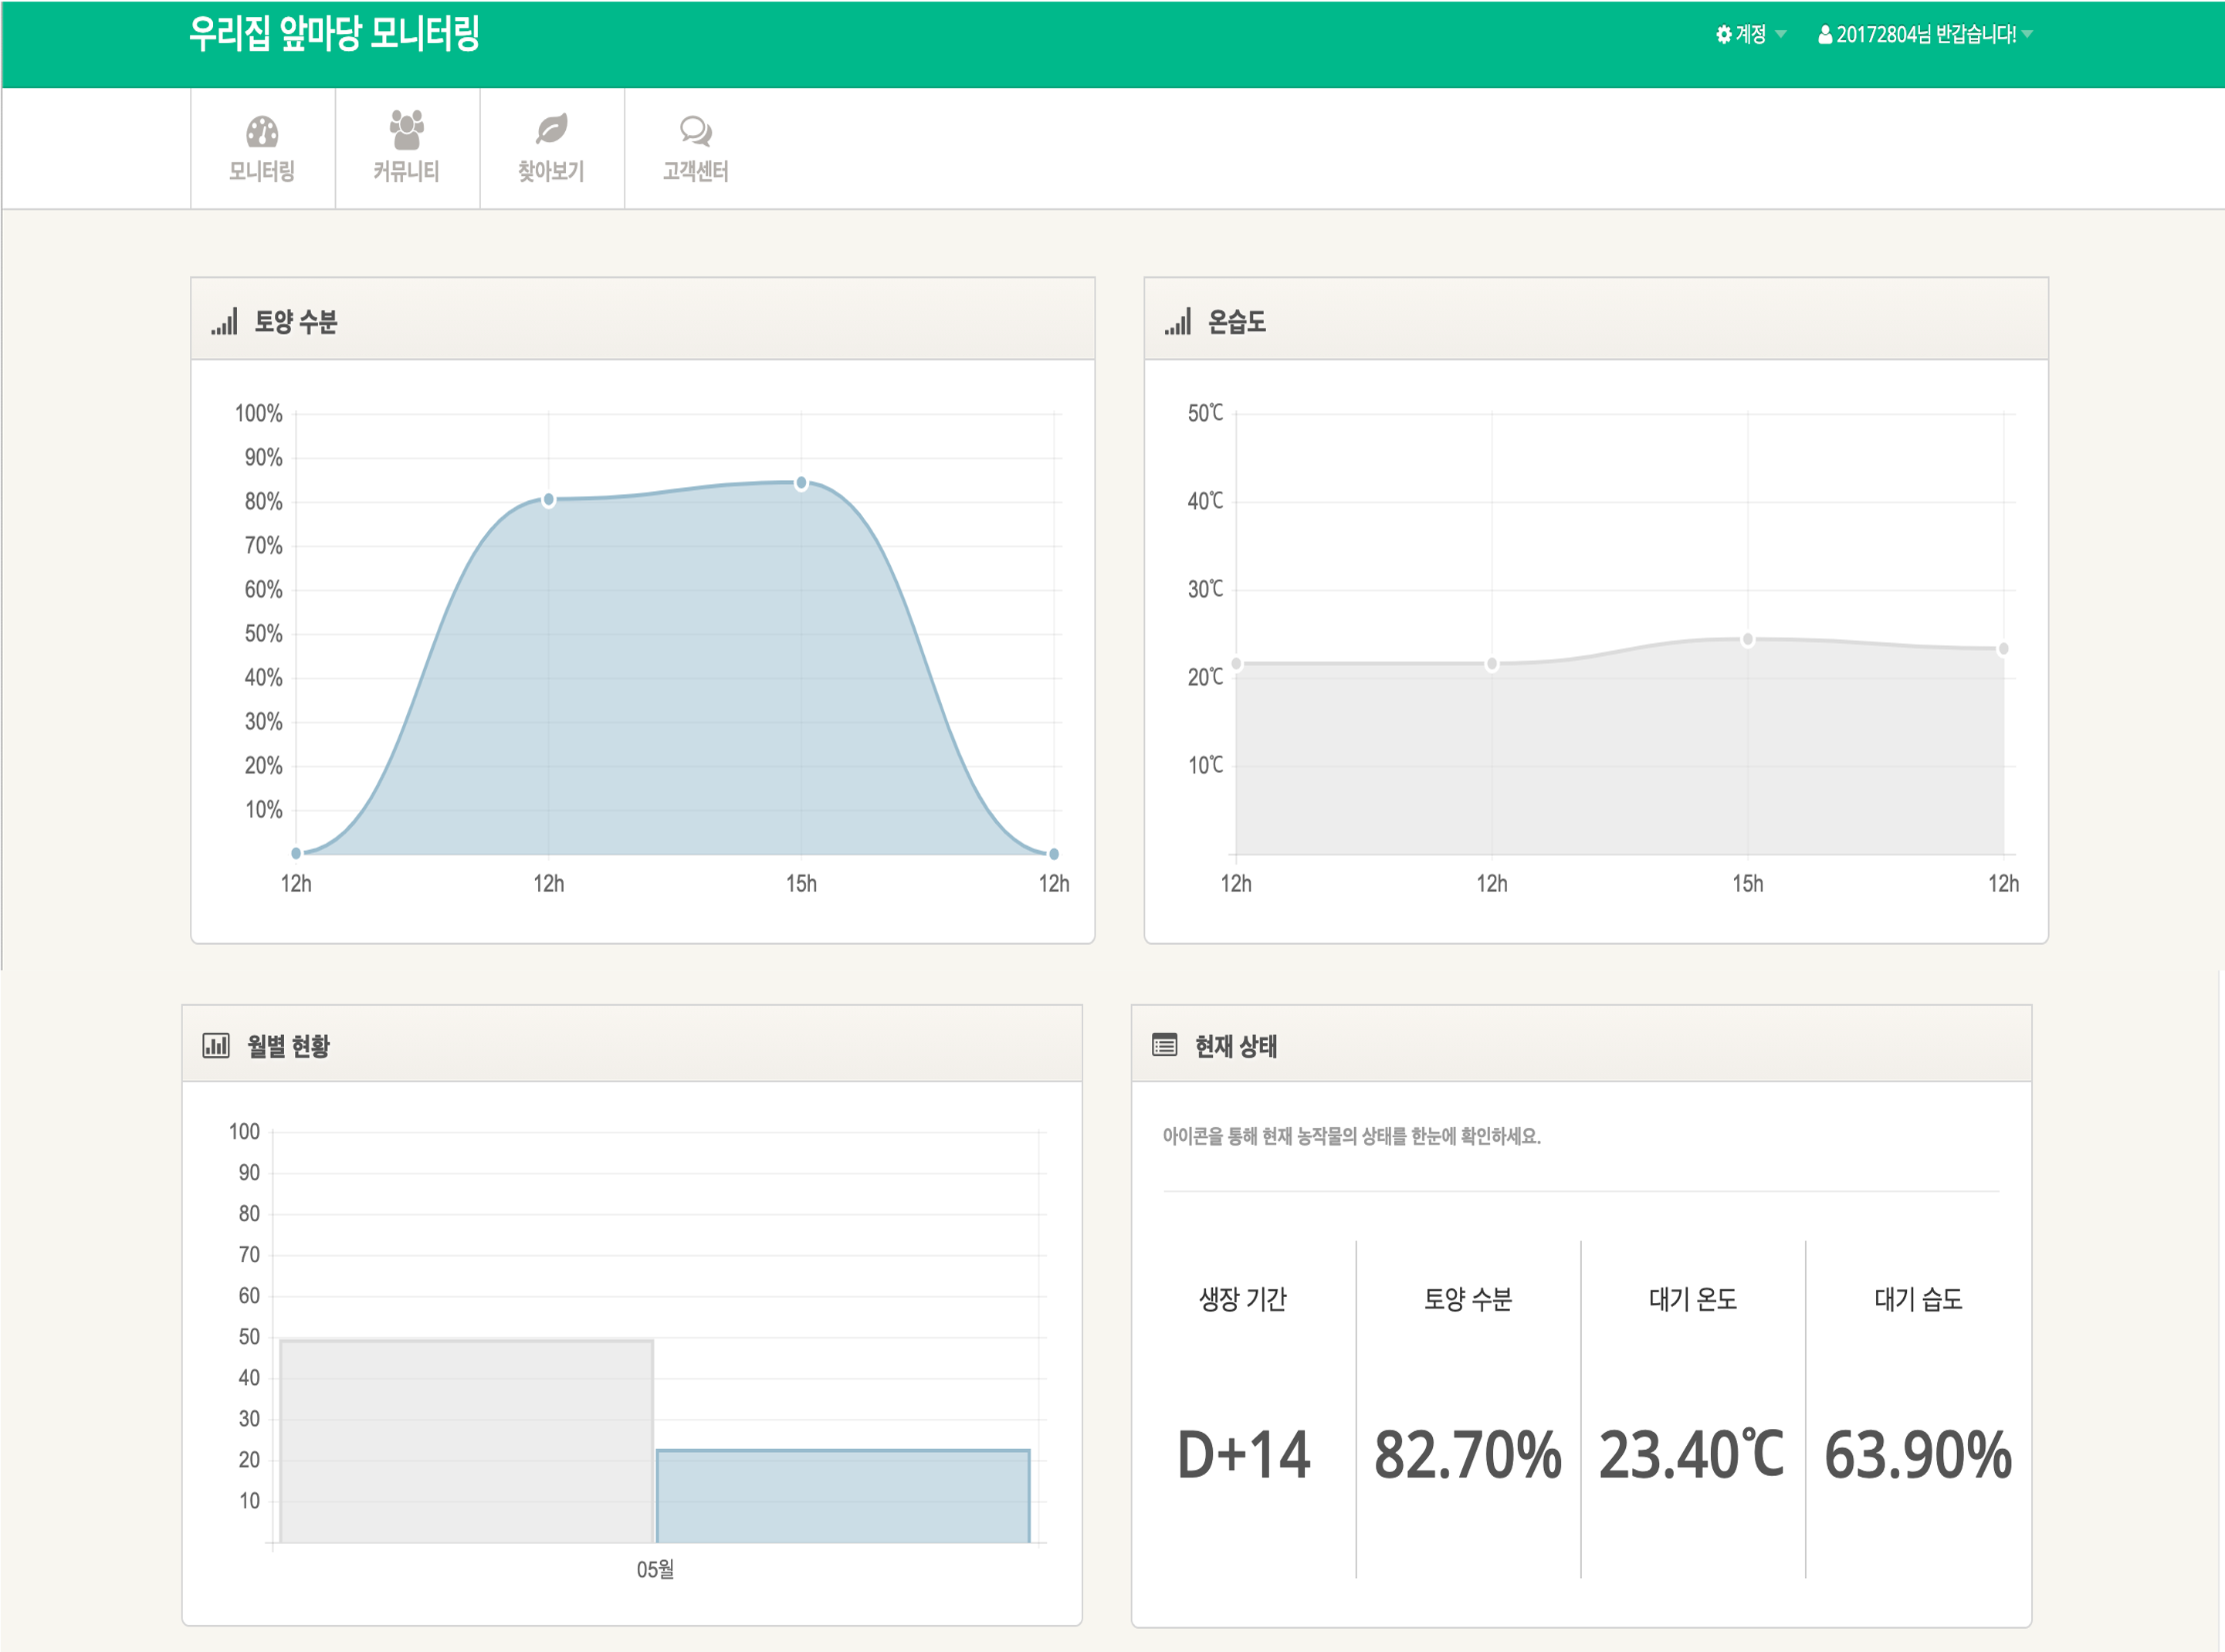 우리집 앞마당 모니터링
계정
20172804님 반갑습니다!
모니터링
커뮤니티
찾아보기
고객센터
토양 수분
100%
90%
80%
70%
60%
50%
40%
30%
20%
10%
12h 12h 15h 12h
온습도
50℃
40℃
30℃
20℃
10℃
12h 12h 15h 12h
월별 현황
100
90
80
70
60
50
40
30
20
10
05월
현재 상태
아이콘을 통해 현재 농작물의 상태를 한눈에 확인하세요.
생장 기간
D+14
토양 수분
82.70%
대기 온도
23.40℃
대기 습도
63.90%